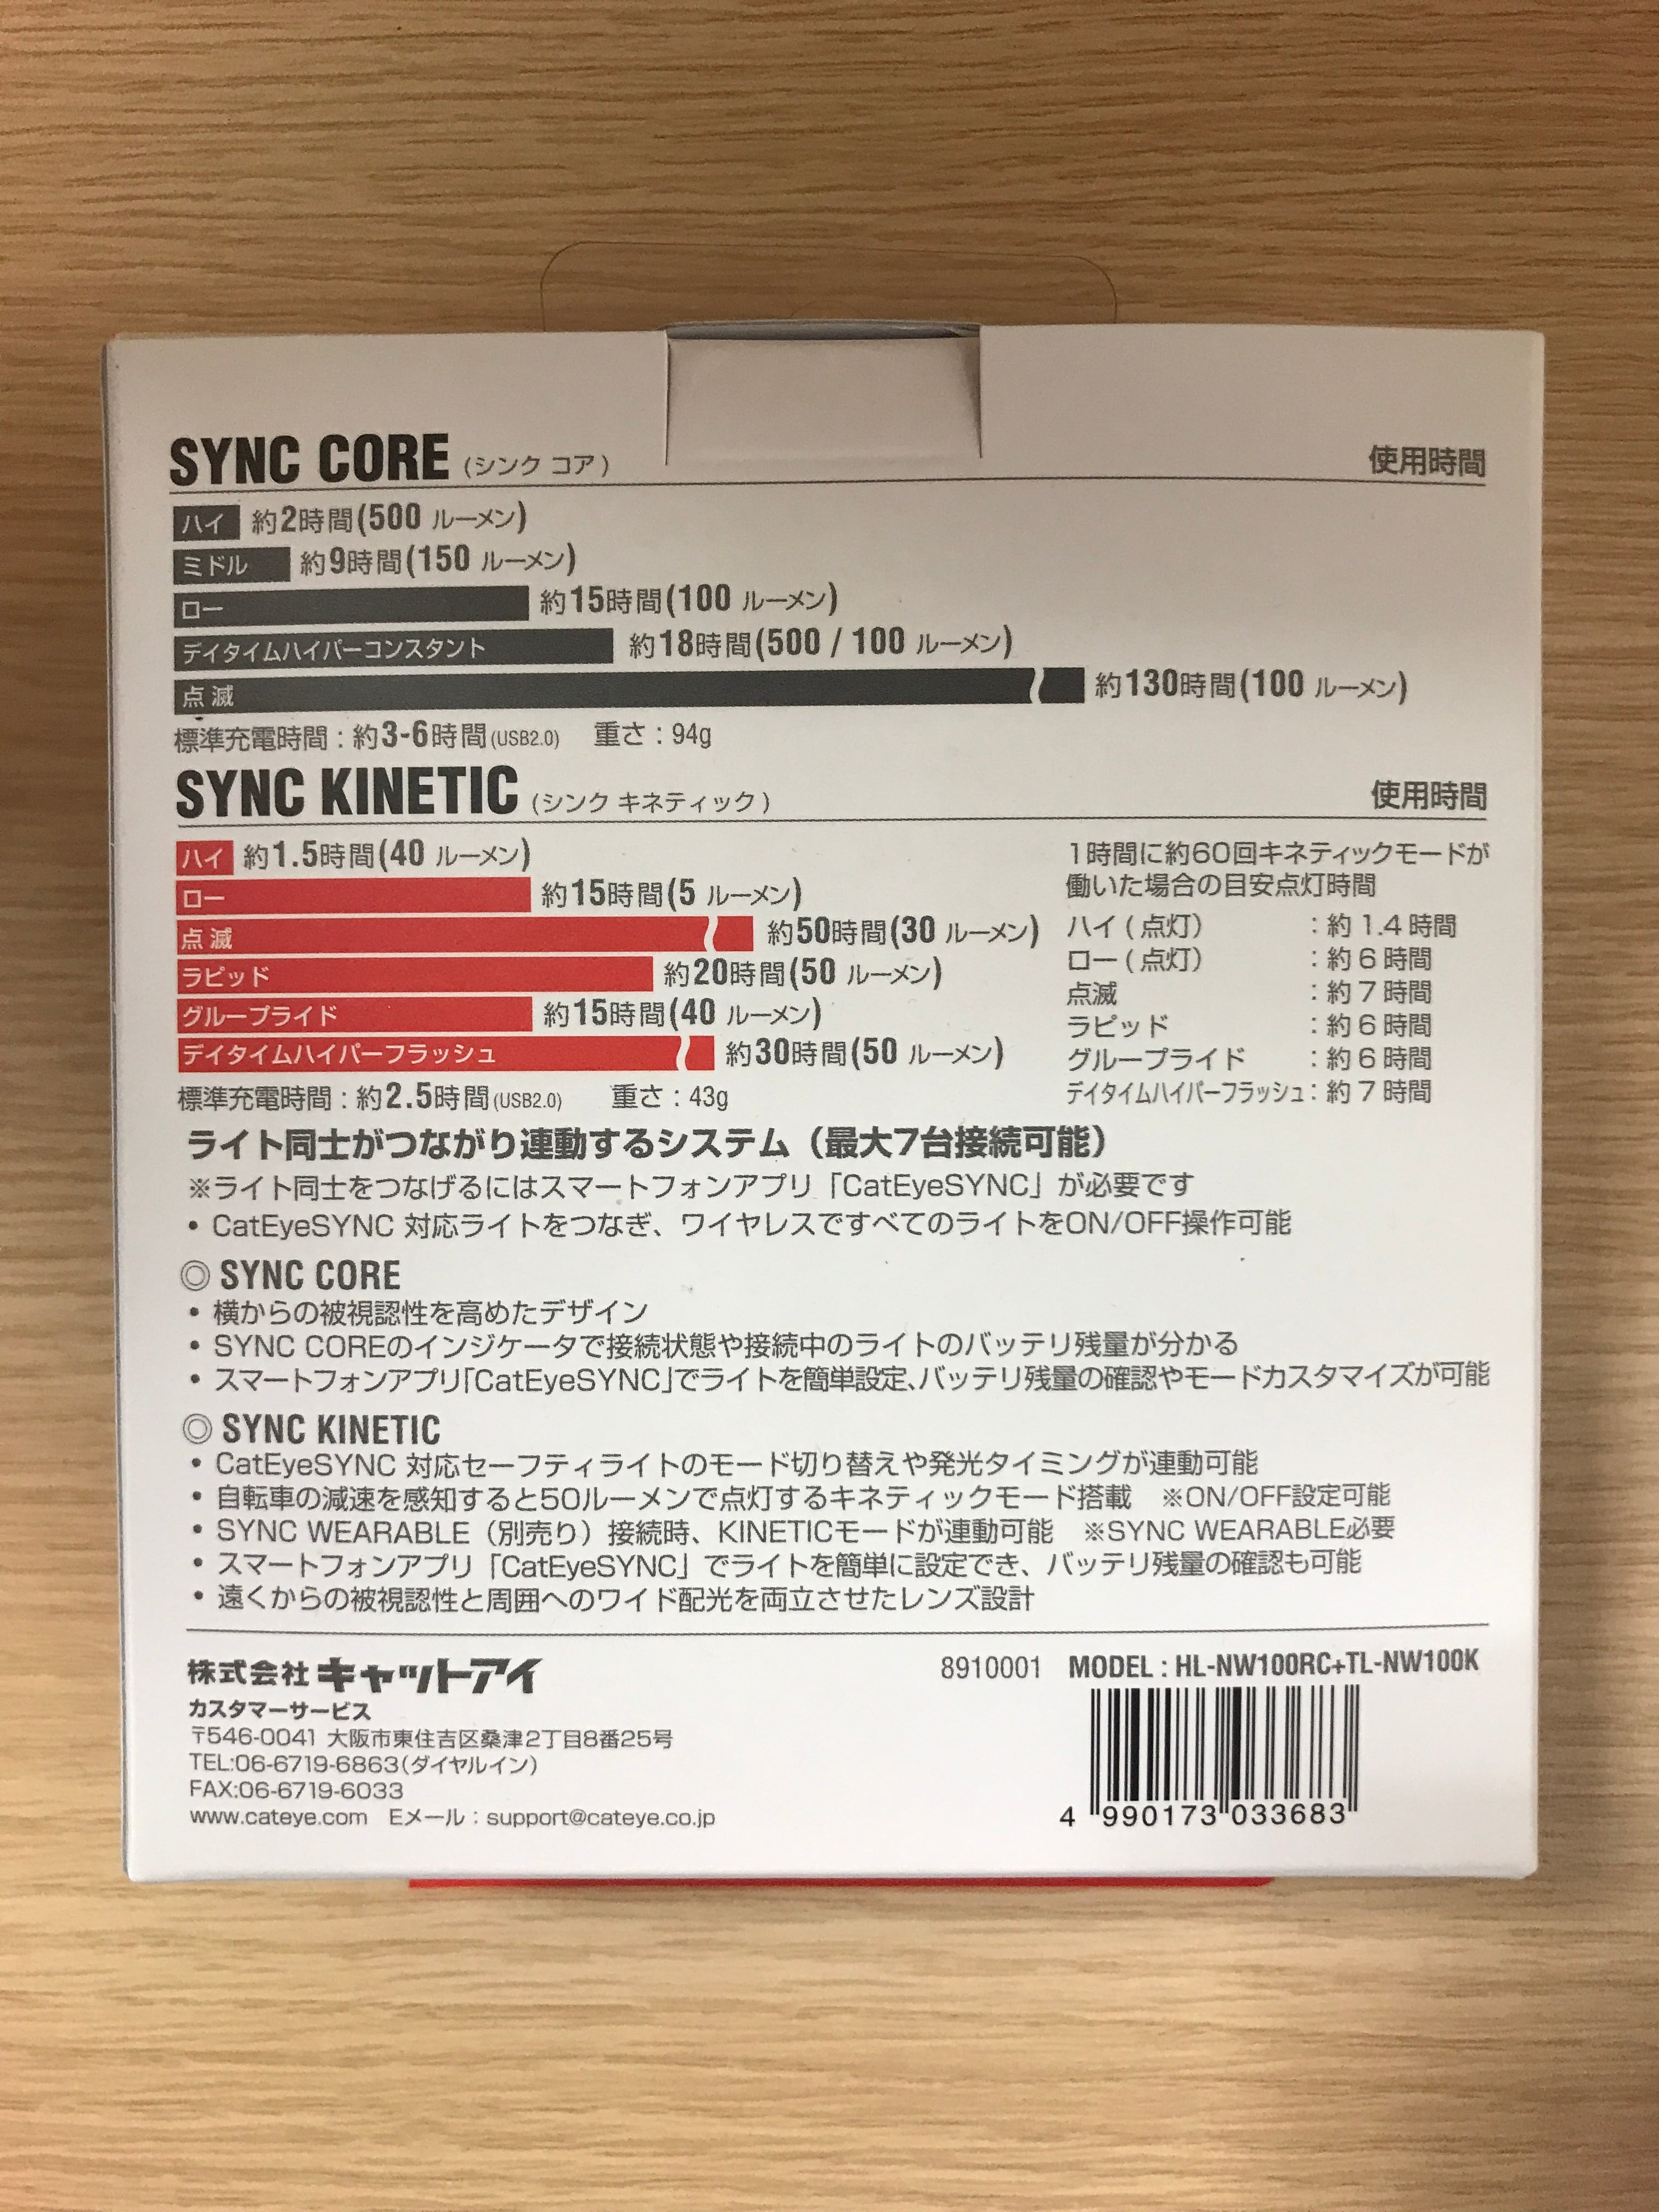 SYNC CORE (シンク コア) 使用時間
ハイ 約2時間(500 ルーメン)
ミドル 約9時間(150 ルーメン)
ロー 約15時間(100 ルーメン)
デイタイムハイパーコンスタント 約18時間(500 / 100 ルーメン)
点滅 約130時間(100 ルーメン)
標準充電時間 : 約3-6時間(USB2.0) 重さ : 94g
SYNC KINETIC (シンク キネティック) 使用時間
ハイ 約1.5時間(40 ルーメン)
ロー 約15時間(5 ルーメン)
点滅 約50時間(30 ルーメン)
ラピッド 約20時間(50 ルーメン)
グループライド 約15時間(40 ルーメン)
デイタイムハイパーフラッシュ 約30時間(50 ルーメン)
標準充電時間 : 約2.5時間(USB2.0) 重さ : 43g
1時間に約60回キネティックモードが
働いた場合の目安点灯時間
ハイ ( 点灯) : 約 1.4 時間
ロー ( 点灯) : 約 6 時間
点滅 : 約 7 時間
ラピッド : 約 6 時間
グループライド : 約 6 時間
デイタイムハイパーフラッシュ : 約 7 時間
ライト同士がつながり連動するシステム（最大7台接続可能）
※ライト同士をつなげるにはスマートフォンアプリ「CatEyeSYNC」が必要です
• CatEyeSYNC 対応ライトをつなぎ、ワイヤレスですべてのライトをON/OFF操作可能
◎ SYNC CORE
• 横からの被視認性を高めたデザイン
• SYNC COREのインジケータで接続状態や接続中のライトのバッテリ残量が分かる
• スマートフォンアプリ「CatEyeSYNC」でライトを簡単設定、バッテリ残量の確認やモードカスタマイズが可能
◎ SYNC KINETIC
• CatEyeSYNC 対応セーフティライトのモード切り替えや発光タイミングが連動可能
• 自転車の減速を感知すると50ルーメンで点灯するキネティックモード搭載 ※ON/OFF設定可能
• SYNC WEARABLE（別売り）接続時、KINETICモードが連動可能 ※SYNC WEARABLE必要
• スマートフォンアプリ「CatEyeSYNC」でライトを簡単に設定でき、バッテリ残量の確認も可能
• 遠くからの被視認性と周囲へのワイド配光を両立させたレンズ設計
株式会社キャットアイ
カスタマーサービス
〒546-0041 大阪市東住吉区桑津2丁目8番25号
TEL:06-6719-6863(ダイヤルイン)
FAX:06-6719-6033
www.cateye.com Eメール : support@cateye.co.jp
8910001 MODEL : HL-NW100RC+TL-NW100K
4 990173 033683